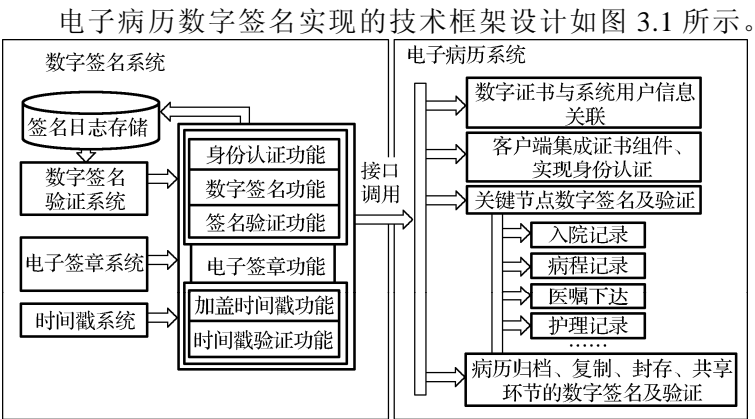 电子病历数字签名实现的技术框架设计如图 3.1 所示。
数字签名系统
签名日志存储
数字签名
验证系统
电子签章系统
时间戳系统
身份认证功能
数字签名功能
签名验证功能
电子签章功能
加盖时间戳功能
时间戳验证功能
接口
调用
电子病历系统
数字证书与系统用户信息
关联
客户端集成证书组件、
实现身份认证
关键节点数字签名及验证
入院记录
病程记录
医嘱下达
护理记录
……
病历归档、复制、封存、共享
环节的数字签名及验证